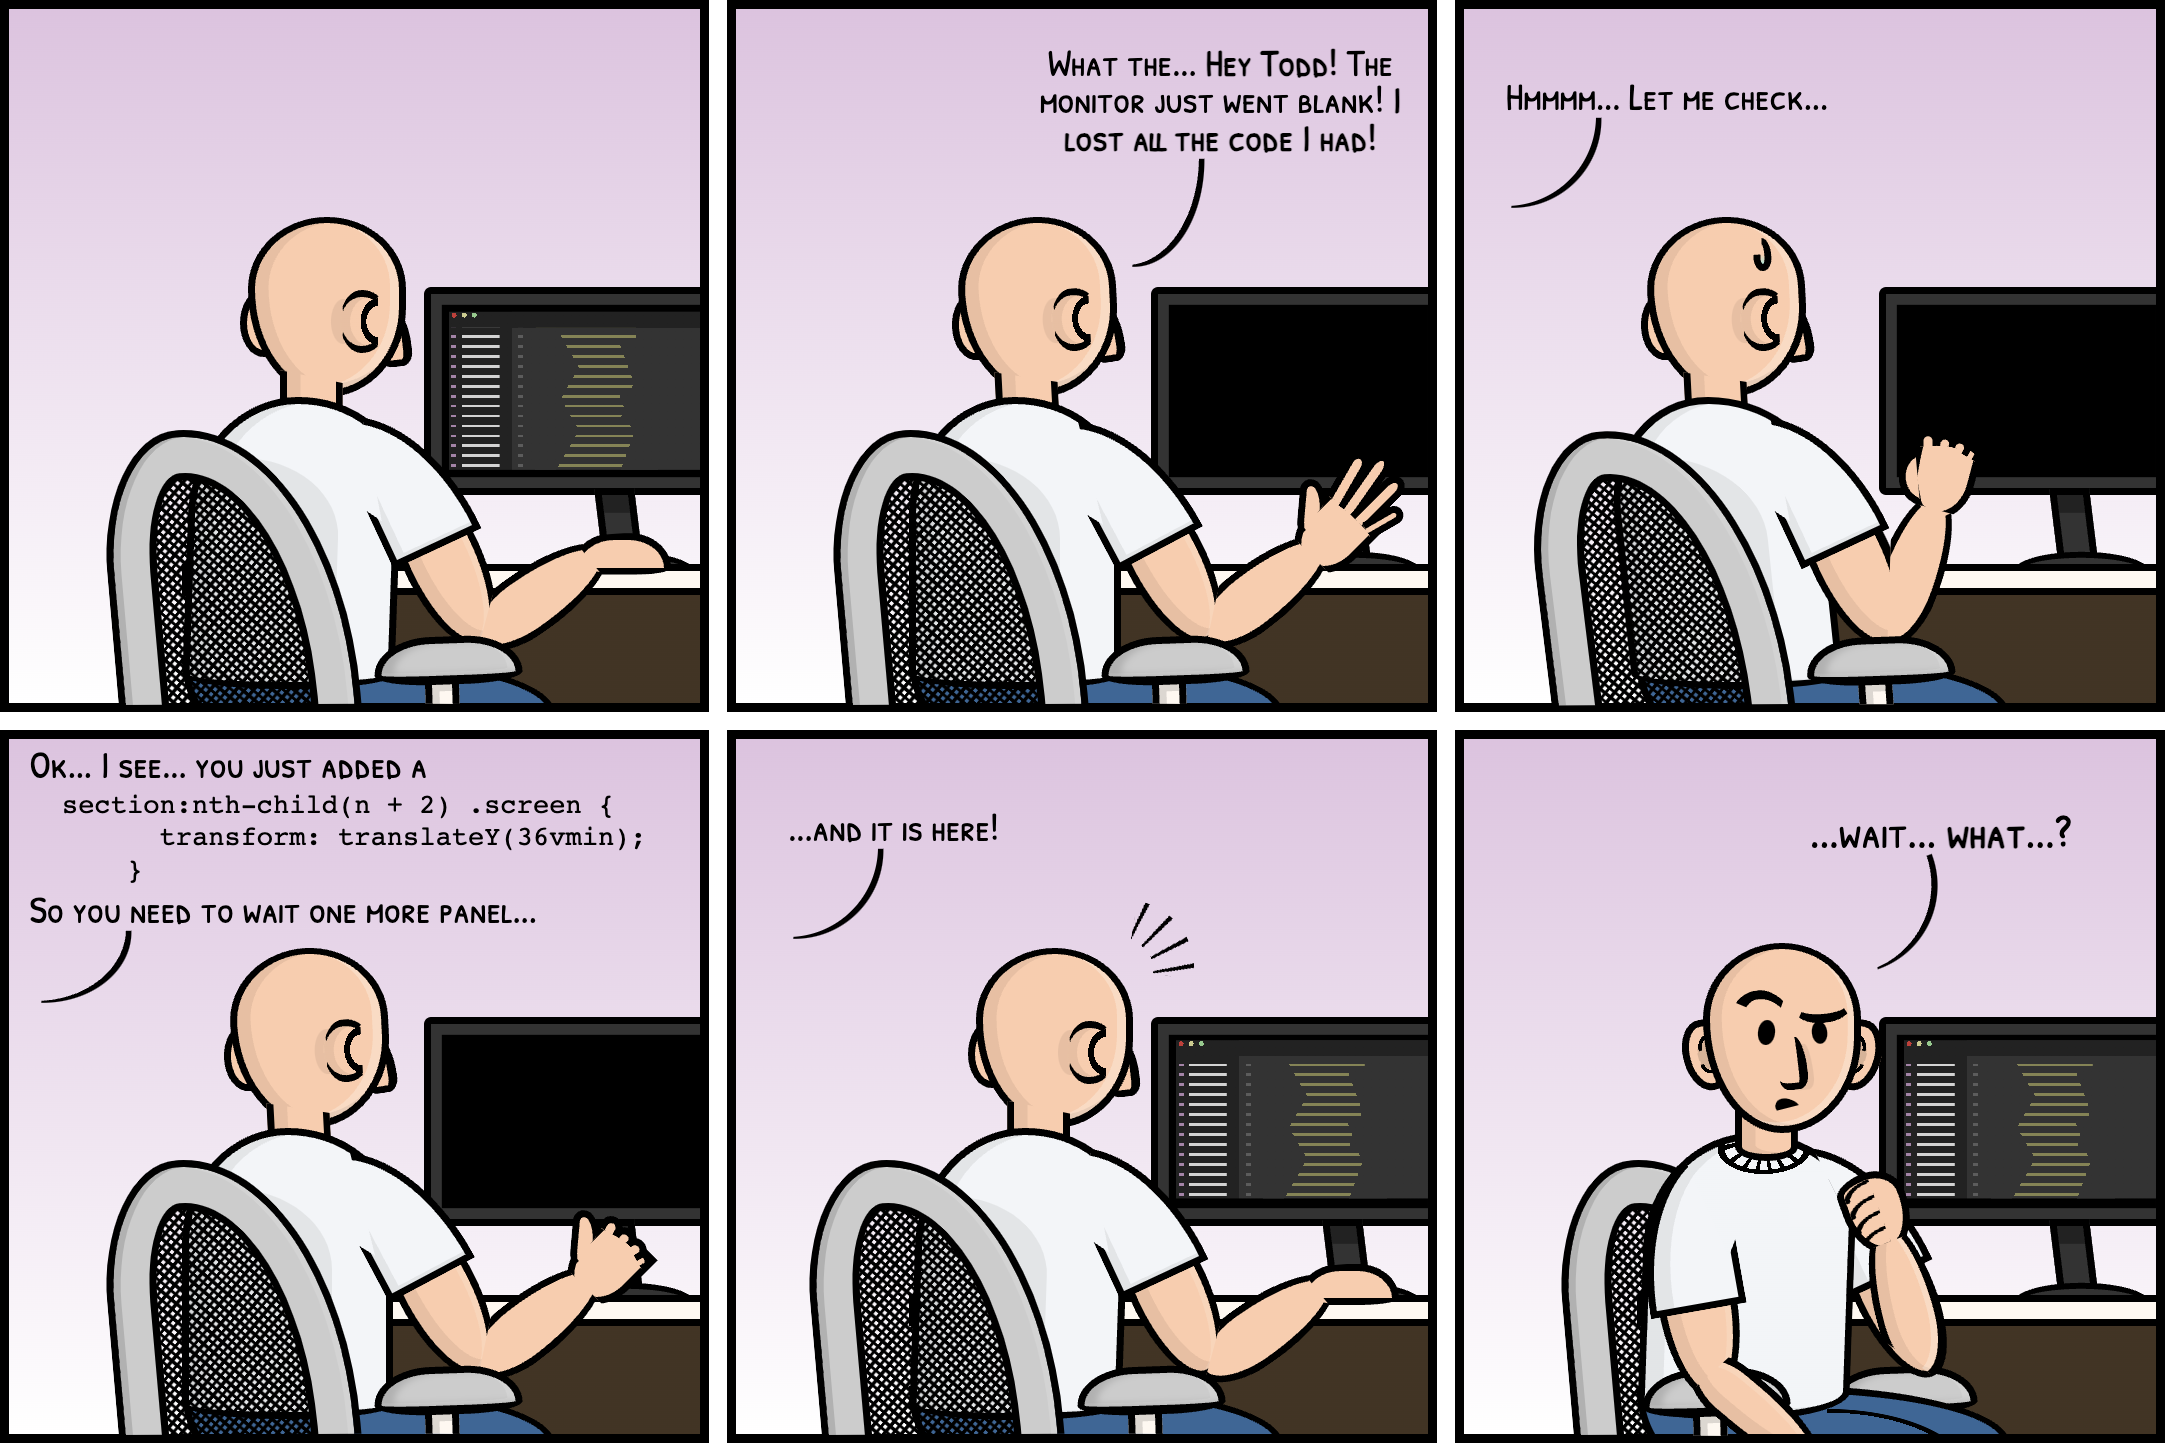 What the... Hey Todd! The
monitor just went blank! I
lost all the code I had!
Hmmmm... Let me check...
Ok... I see... you just added a
section:nth-child(n + 2) .screen {
transform: translateY(36vmin);
}
So you need to wait one more panel...
...and it is here!
...wait... what...?